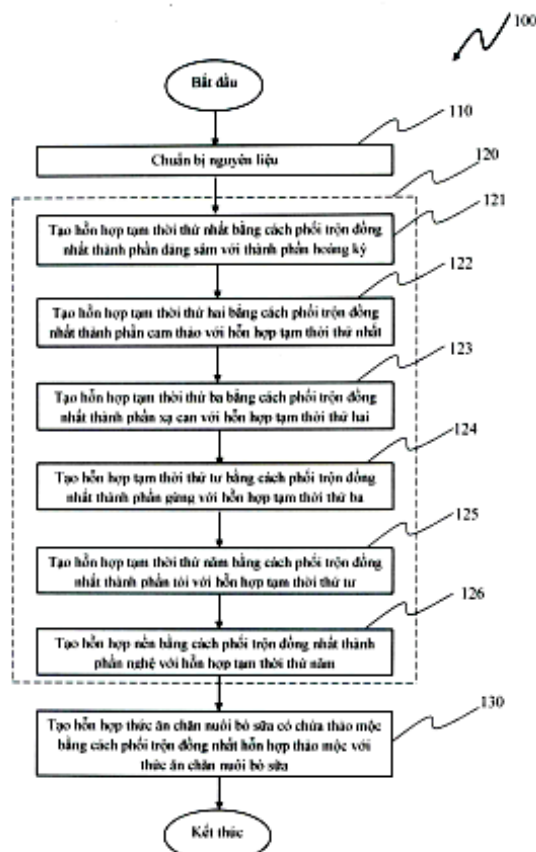 100
Bắt đầu
110
Chuẩn bị nguyên liệu
120
121
Tạo hỗn hợp tạm thời thứ nhất bằng cách phối trộn đồng
nhất thành phần đảng sâm với thành phần hoàng kỳ
122
Tạo hỗn hợp tạm thời thứ hai bằng cách phối trộn đồng
nhất thành phần cam thảo với hỗn hợp tạm thời thứ nhất
123
Tạo hỗn hợp tạm thời thứ ba bằng cách phối trộn đồng
nhất thành phần xạ can với hỗn hợp tạm thời thứ hai
124
Tạo hỗn hợp tạm thời thứ tư bằng cách phối trộn đồng
nhất thành phần gừng với hỗn hợp tạm thời thứ ba
125
Tạo hỗn hợp tạm thời thứ năm bằng cách phối trộn đồng
nhất thành phần tỏi với hỗn hợp tạm thời thứ tư
126
Tạo hỗn hợp nền bằng cách phối trộn đồng nhất thành
phần nghệ với hỗn hợp tạm thời thứ năm
130
Tạo hỗn hợp thức ăn chăn nuôi bò sữa có chứa thảo mộc
bằng cách phối trộn đồng nhất hỗn hợp thảo mộc với
thức ăn chăn nuôi bò sữa
Kết thúc